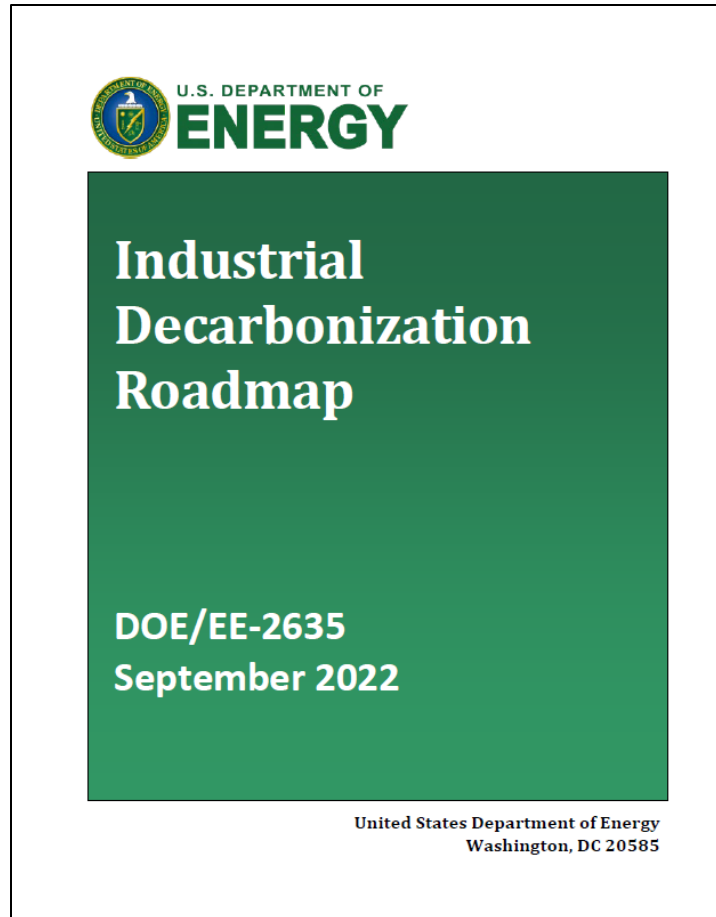 U.S. DEPARTMENT OF
ENERGY
Industrial
Decarbonization
Roadmap
DOE/EE-2635
September 2022
United States Department of Energy
Washington, DC 20585